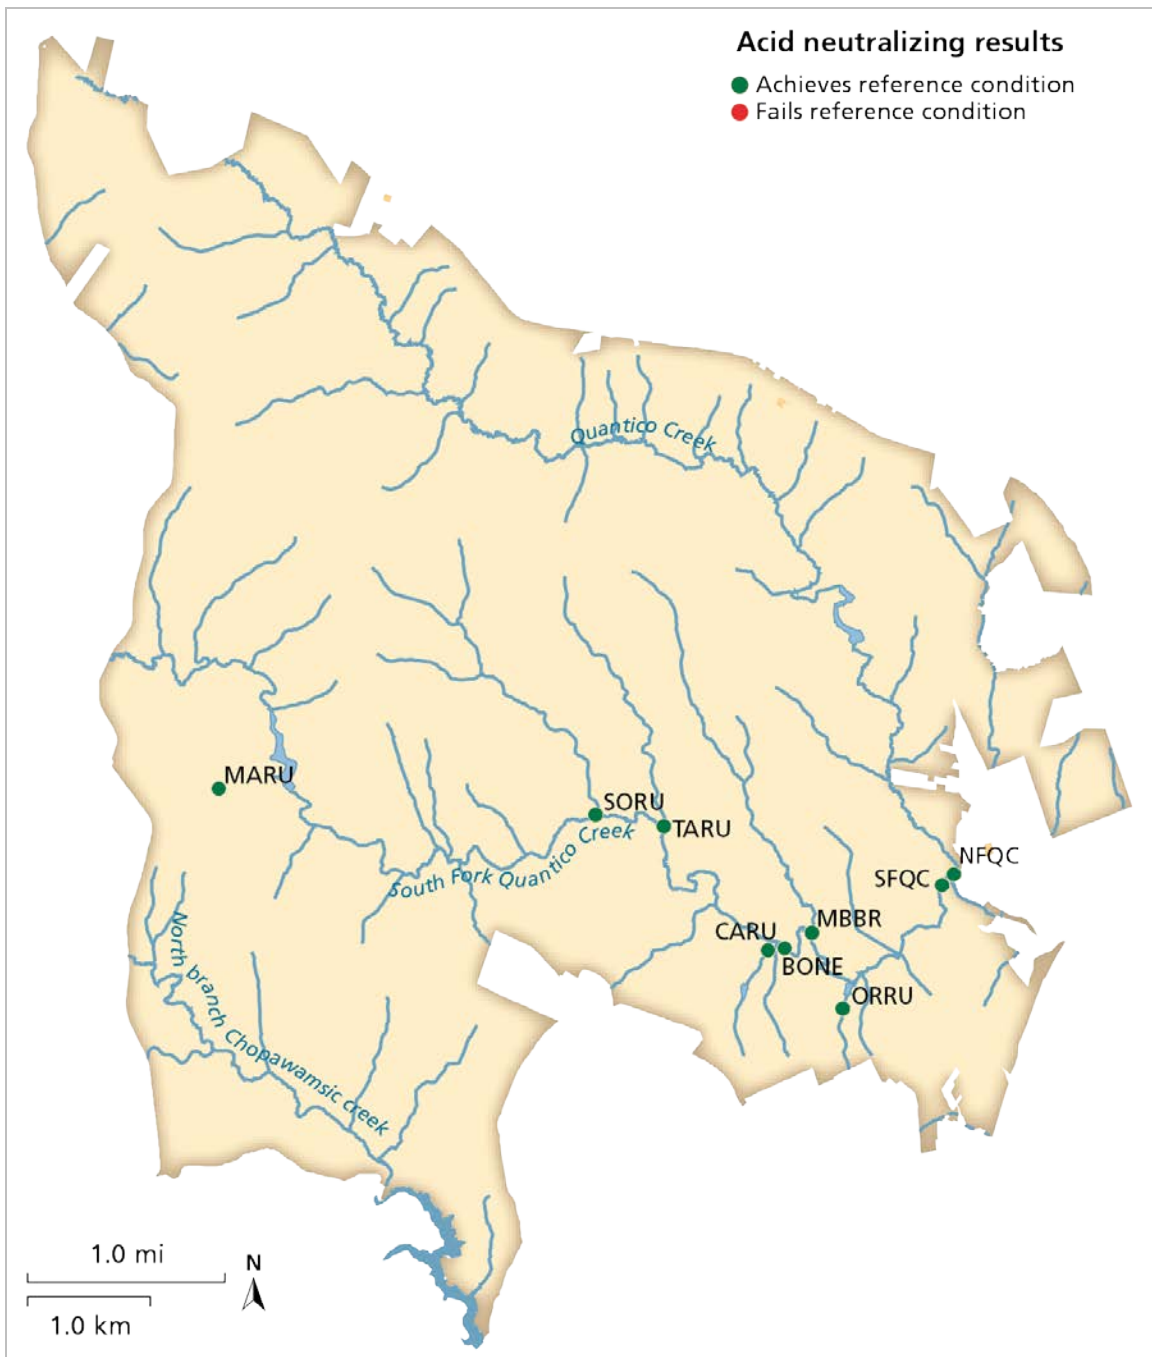 Acid neutralizing results
Achieves reference condition
Fails reference condition
Quantico Creek
MARU
SORU
TARU
South Fork Quantico Creek
NFQC
SFQC
MBBR
CARU
BONE
ORRU
North branch Chopawamsic creek
1.0 mi
N
1.0 km